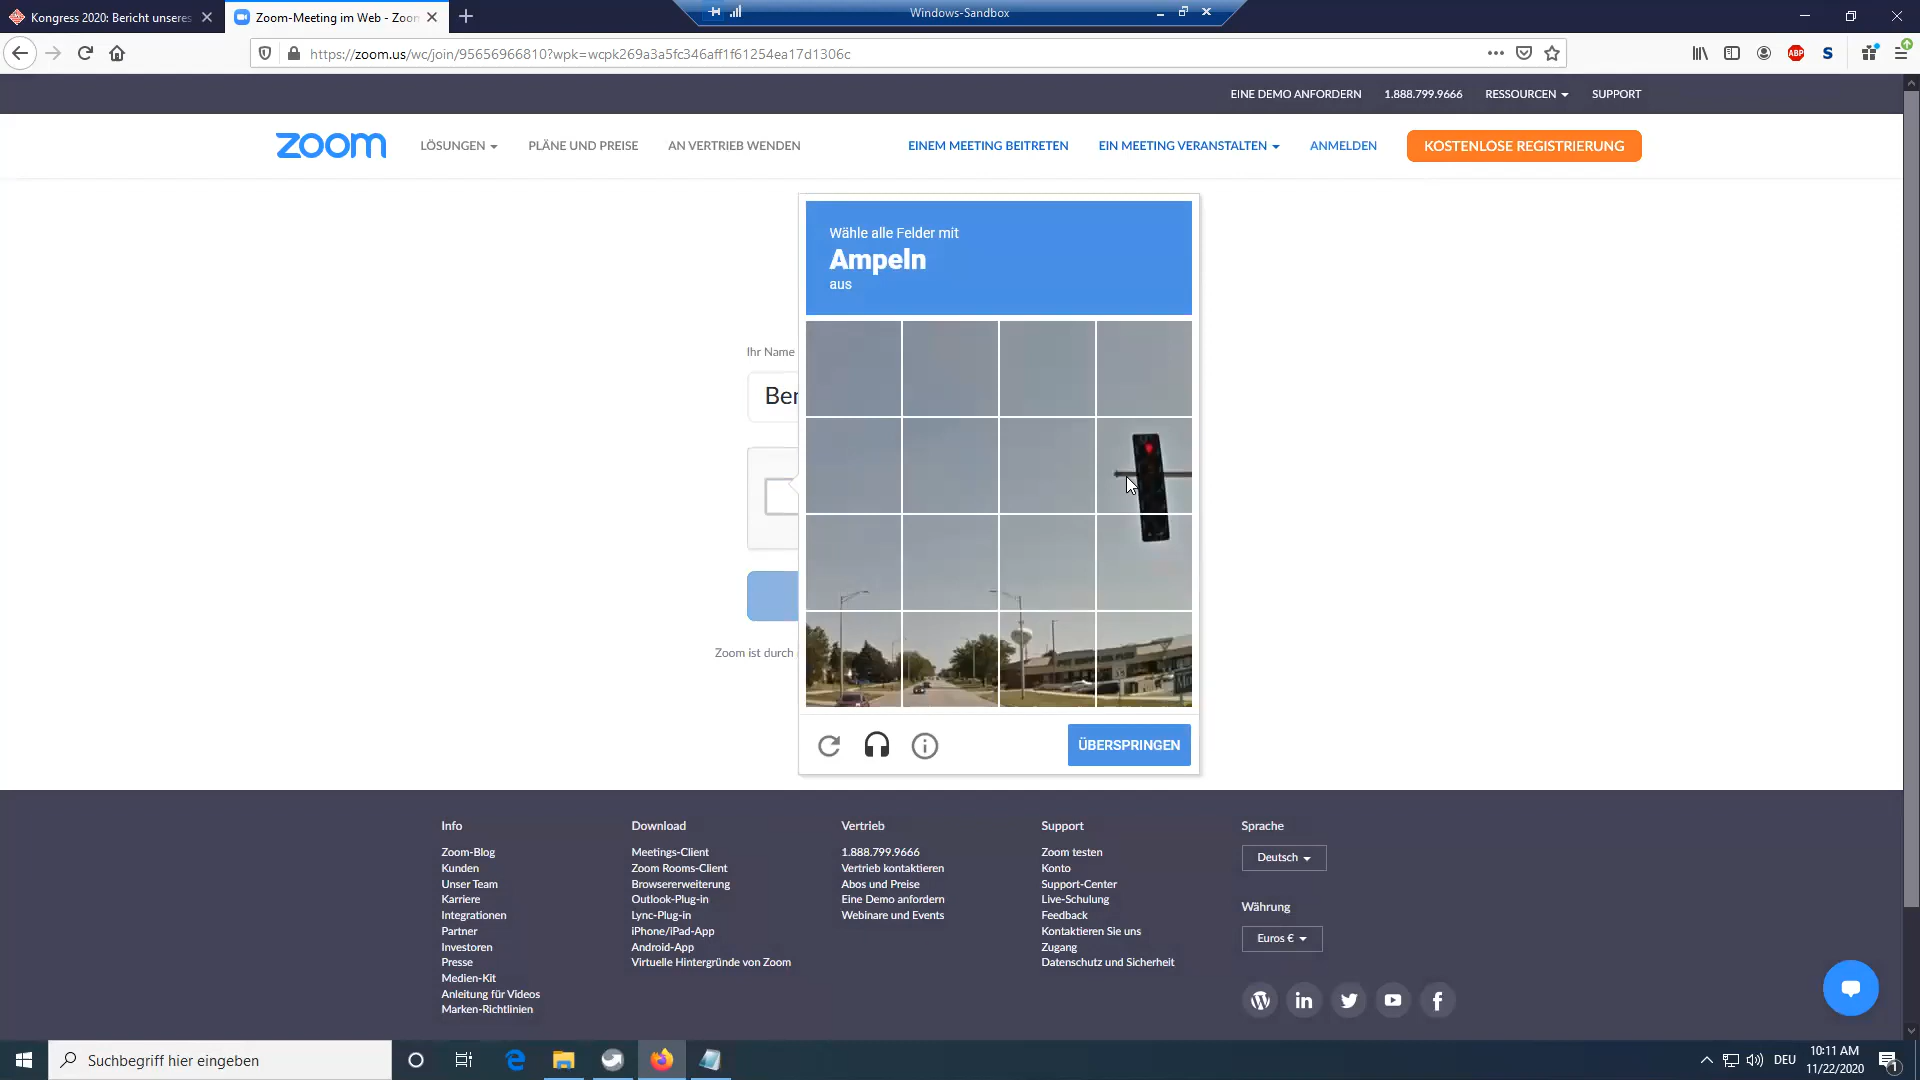 Kongress 2020: Bericht unseres
Zoom-Meeting im Web - Zoom
Windows-Sandbox
https://zoom.us/wc/join/95656966810?wpk=wcpk269a3a5fc346aff1f61254ea17d1306c
ABP
S
EINE DEMO ANFORDERN 1.888.799.9666 RESSOURCEN SUPPORT
zoom LÖSUNGEN PLÄNE UND PREISE AN VERTRIEB WENDEN EINEM MEETING BEITRETEN EIN MEETING VERANSTALTEN ANMELDEN KOSTENLOSE REGISTRIERUNG
Wähle alle Felder mit
Ampeln
aus
Ihr Name
Ber
Zoom ist durch
ÜBERSPRINGEN
Info
Zoom-Blog
Kunden
Unser Team
Karriere
Integrationen
Partner
Investoren
Presse
Medien-Kit
Anleitung für Videos
Marken-Richtlinien
Download
Meetings-Client
Zoom Rooms-Client
Browsererweiterung
Outlook-Plug-in
Lync-Plug-in
iPhone/iPad-App
Android-App
Virtuelle Hintergründe von Zoom
Vertrieb
1.888.799.9666
Vertrieb kontaktieren
Abos und Preise
Eine Demo anfordern
Webinare und Events
Support
Zoom testen
Konto
Support-Center
Live-Schulung
Feedback
Kontaktieren Sie uns
Zugang
Datenschutz und Sicherheit
Sprache
Deutsch
Währung
Euros €
Suchbegriff hier eingeben
DEU
10:11 AM
11/22/2020
1